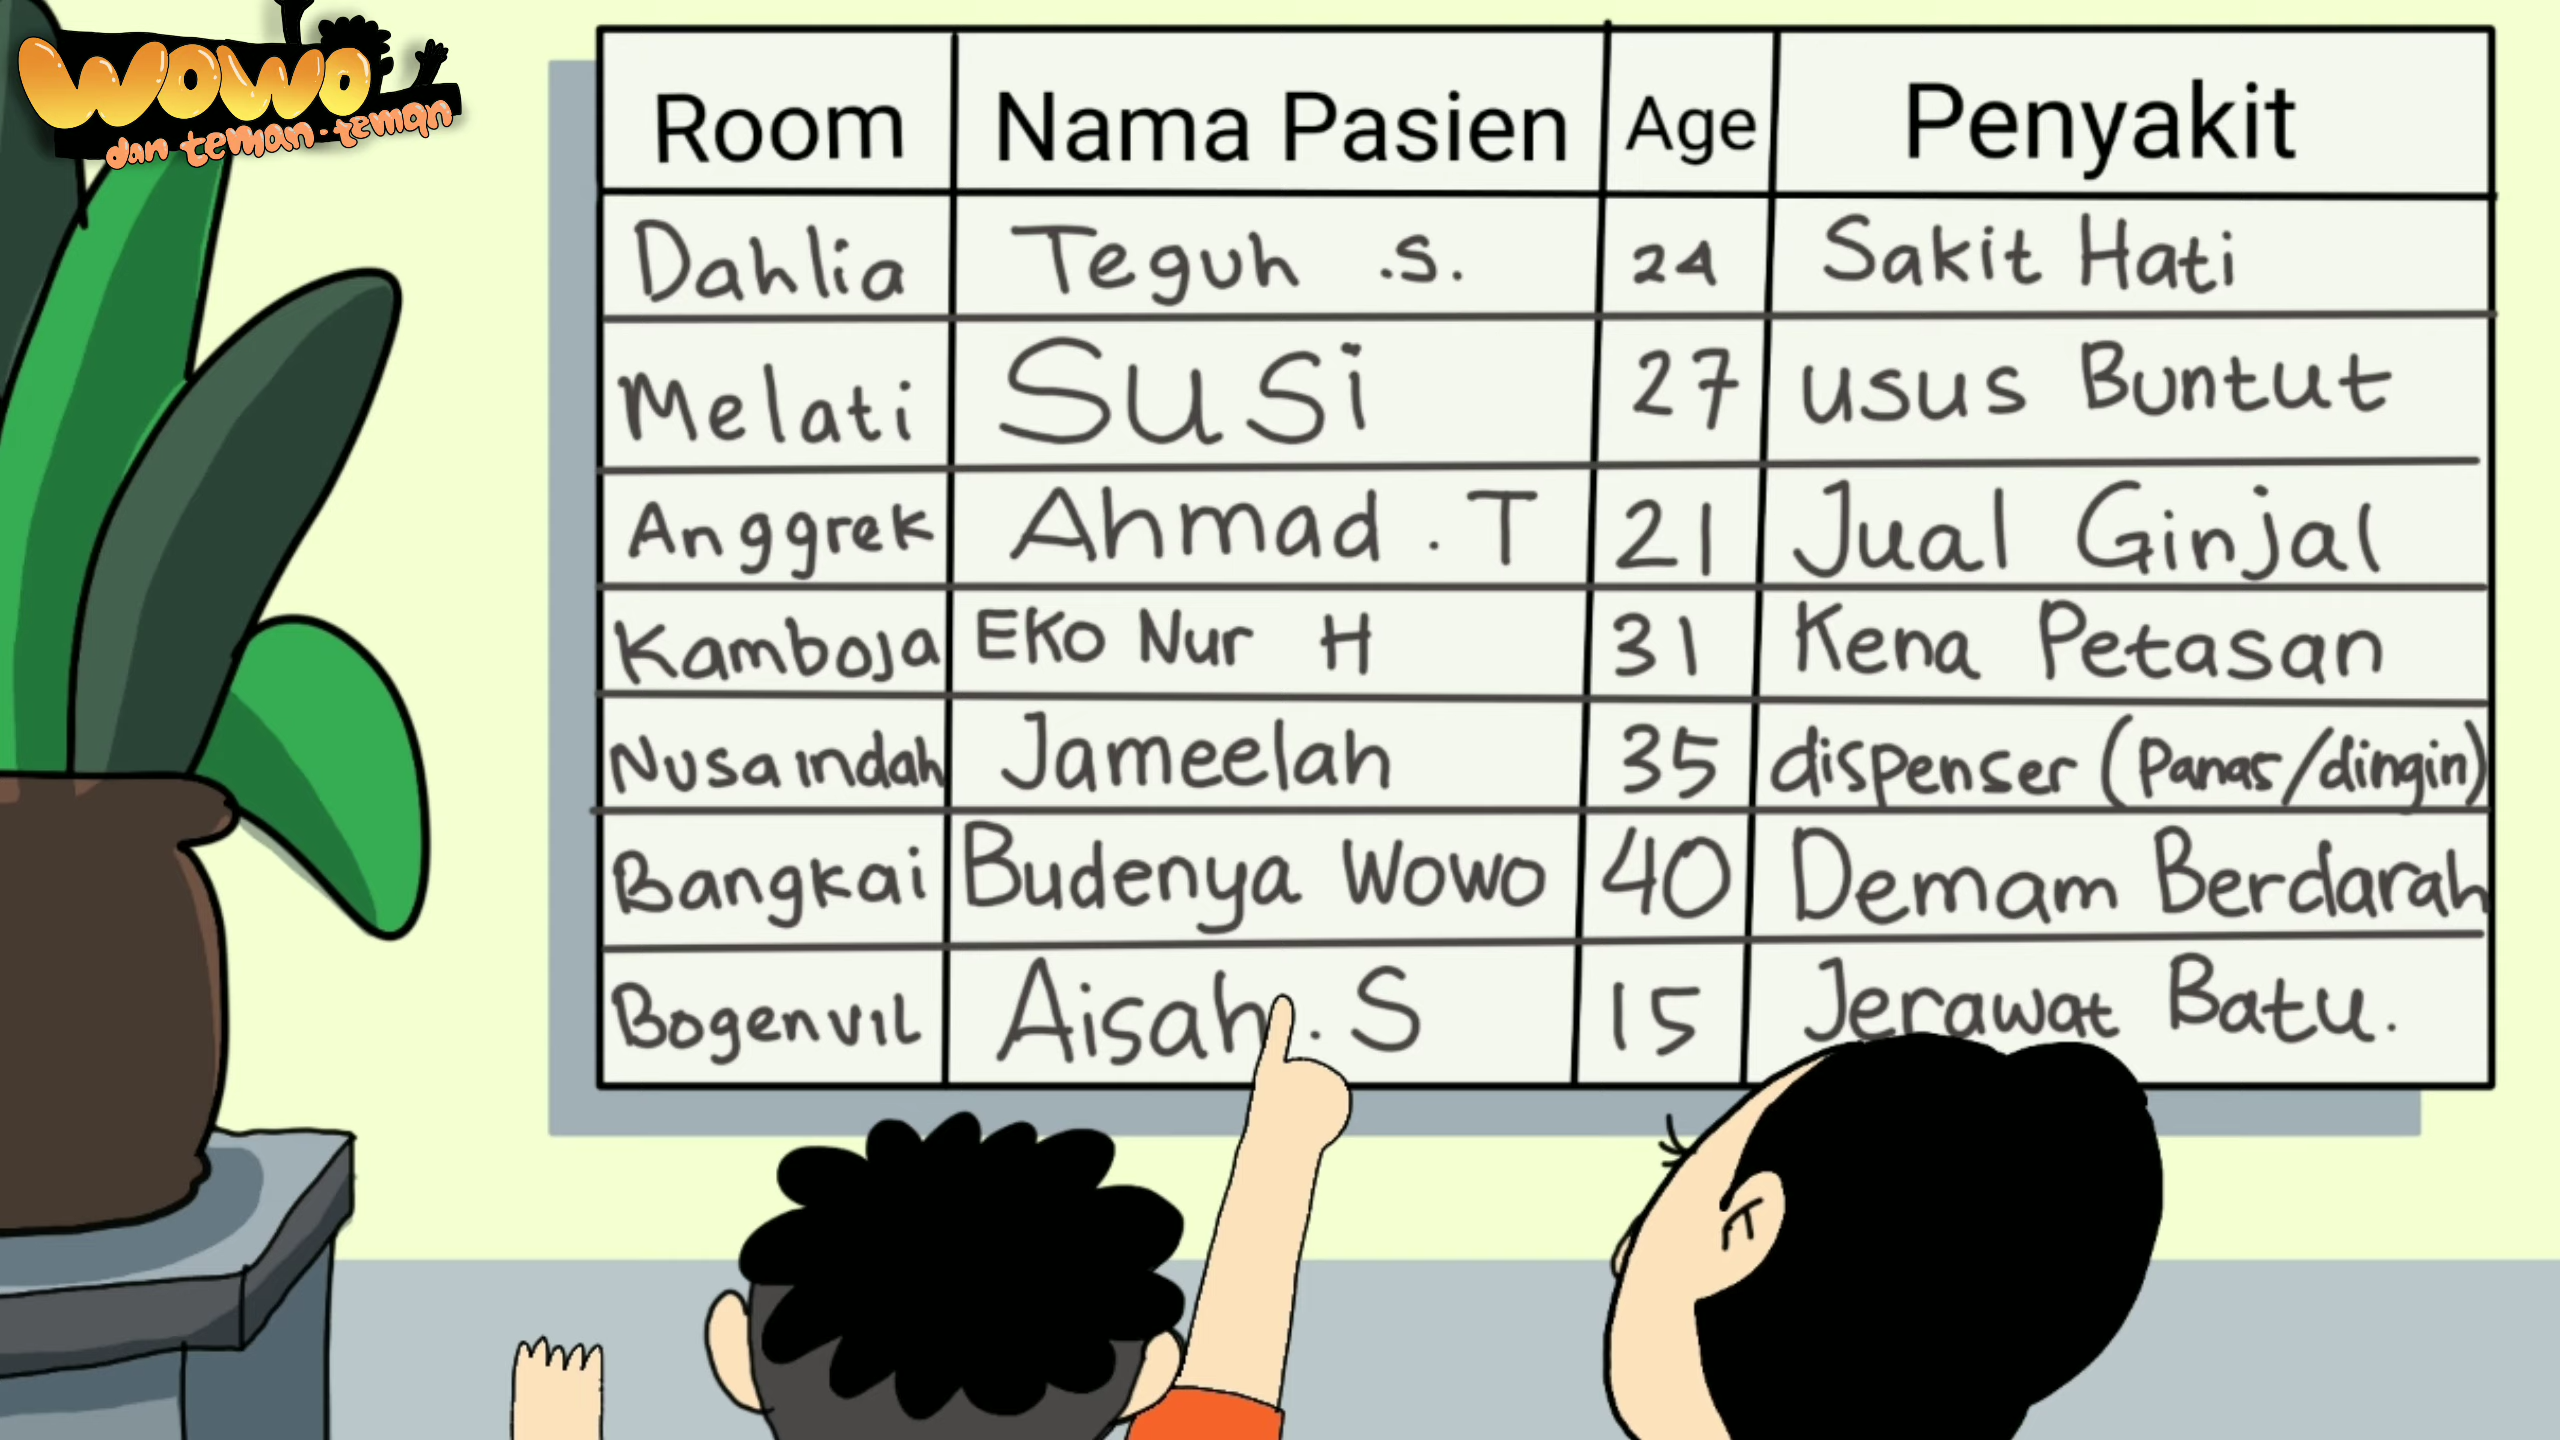 WOWO
dan teman-teman
Room Nama Pasien Age Penyakit
Dahlia Teguh .S. 24 Sakit Hati
Melati Susi 27 usus Buntut
Anggrek Ahmad . T 21 Jual Ginjal
Kamboja EKO Nur H 31 Kena Petasan
Nusa indah Jameelah 35 dispenser (Panas/dingin)
Bangkai Budenya Wowo 40 Demam Berdarah
Bogenvil Aisah . S 15 Jerawat Batu.